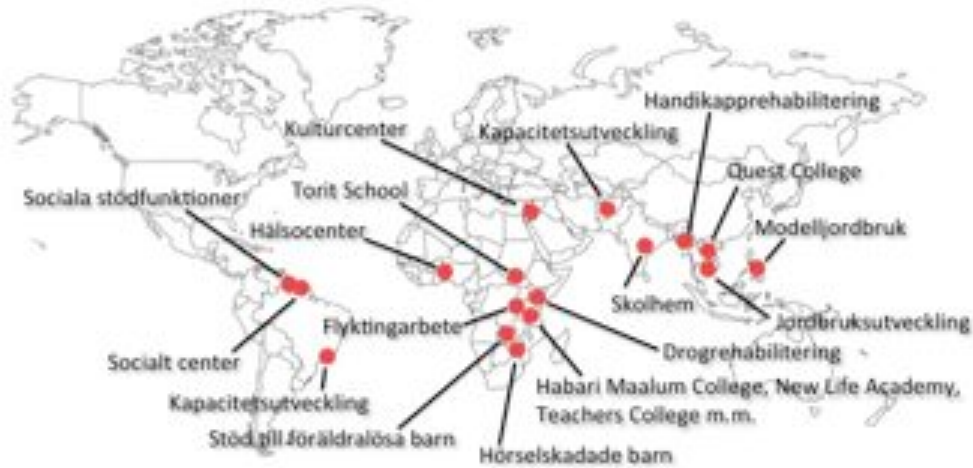 Handikapprehabilitering
Kulturcenter
Kapacitetsutveckling
Quest College
Sociala stödfunktioner
Torit School
Hälsocenter
Modelljordbruk
Skolhem
Flyktingarbete
Jordbruksutveckling
Socialt center
Drogrehabilitering
Habari Maalum College, New Life Academy,
Teachers College m.m.
Kapacitetsutveckling
Stöd till föräldralösa barn
Hörselskadade barn